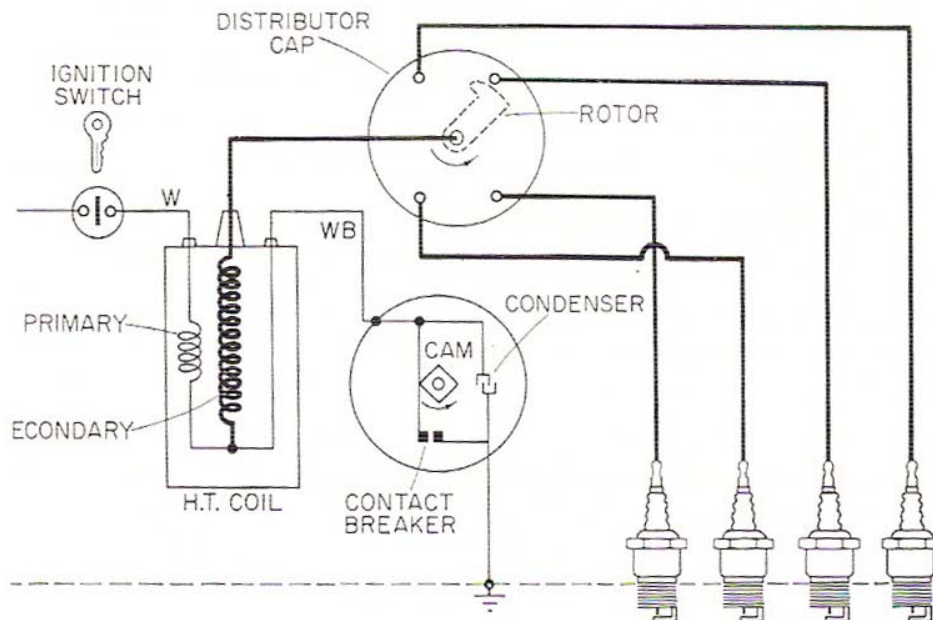 DISTRIBUTOR
CAP
IGNITION
SWITCH
ROTOR
W
WB
CONDENSER
PRIMARY
CAM
ECONDARY
H.T. COIL
CONTACT
BREAKER